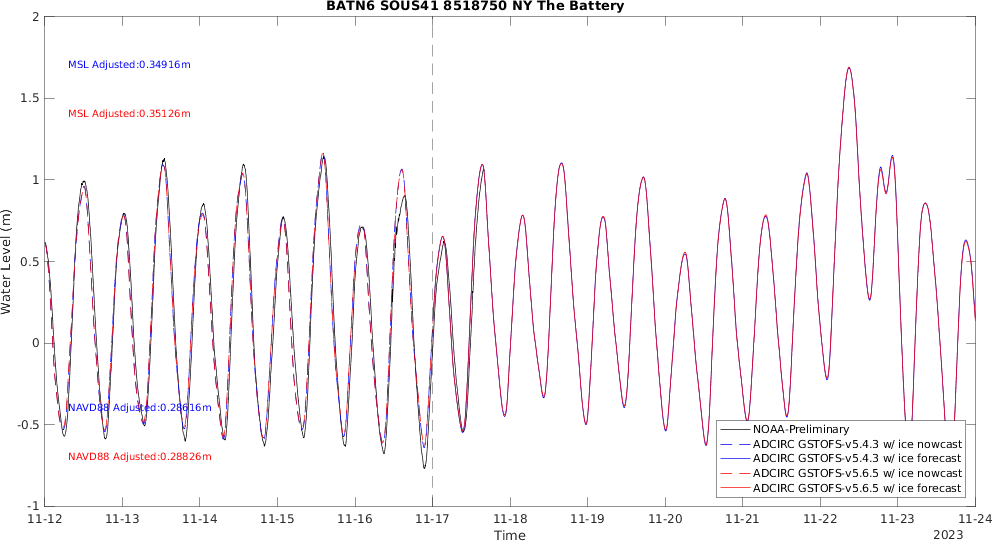 BATN6 SOUS41 8518750 NY The Battery
2
1.5
1
0.5
0
-0.5
-1
Water Level (m)
MSL Adjusted:0.34916m
MSL Adjusted:0.35126m
NAVD88 Adjusted:0.28616m
NAVD88 Adjusted:0.28826m
NOAA-Preliminary
ADCIRC GSTOFS-v5.4.3 w/ ice nowcast
ADCIRC GSTOFS-v5.4.3 w/ ice forecast
ADCIRC GSTOFS-v5.6.5 w/ ice nowcast
ADCIRC GSTOFS-v5.6.5 w/ ice forecast
11-12 11-13 11-14 11-15 11-16 11-17 11-18 11-19 11-20 11-21 11-22 11-23 11-24
Time
2023